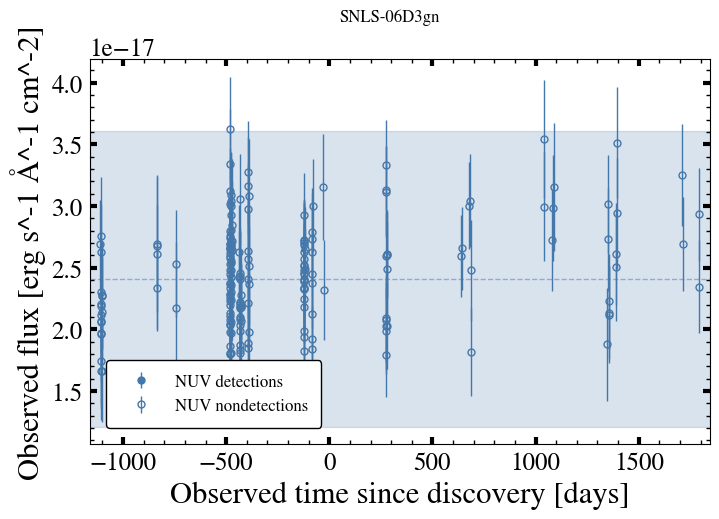 SNLS-06D3gn
1e−17
Observed flux [erg s^-1 Å^-1 cm^-2]
4.0
3.5
3.0
2.5
2.0
1.5
NUV detections
NUV nondetections
−1000 −500 0 500 1000 1500
Observed time since discovery [days]